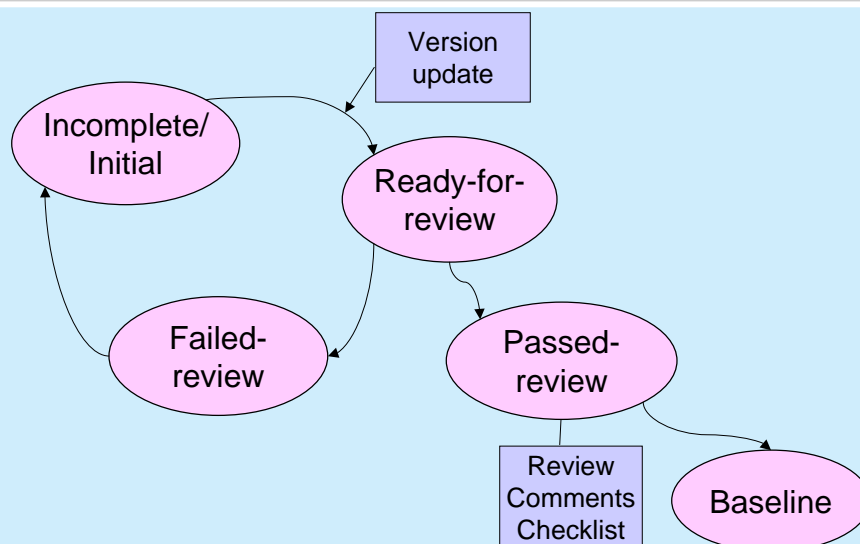 Version
update
Incomplete/
Initial
Ready-for-
review
Failed-
review
Passed-
review
Review
Comments
Checklist
Baseline